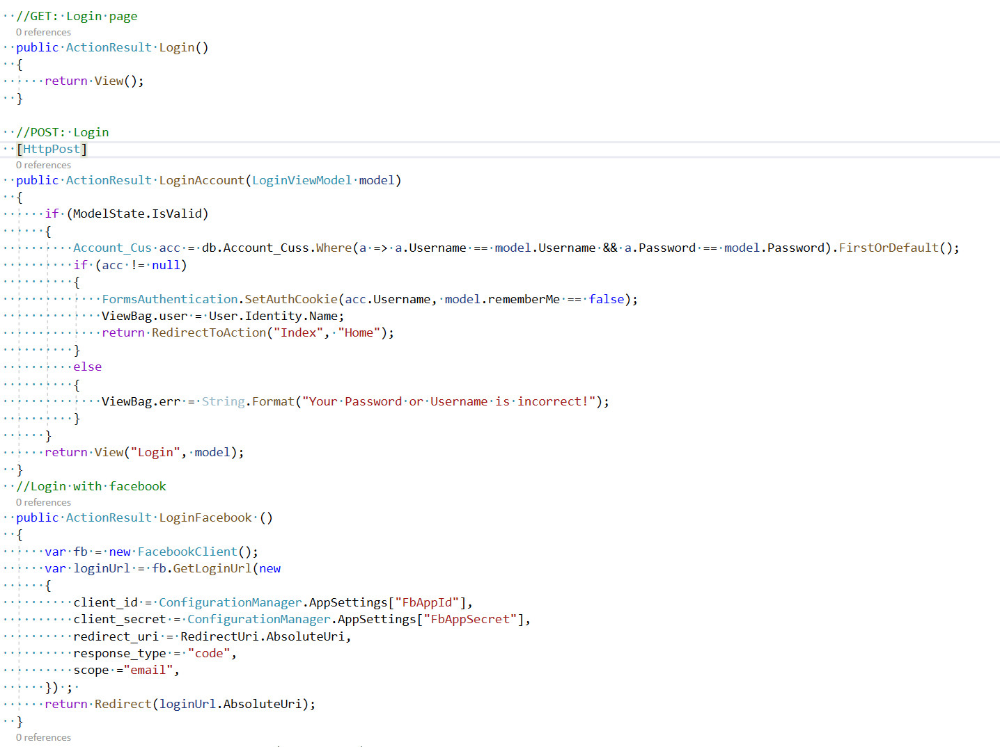 //GET: Login page
0 references
public ActionResult Login()
{
return View();
}
//POST: Login
[HttpPost]
0 references
public ActionResult LoginAccount(LoginViewModel model)
{
if (ModelState.IsValid)
{
Account_Cus acc = db.Account_Cuss.Where(a => a.Username == model.Username && a.Password == model.Password).FirstOrDefault();
if (acc != null)
{
FormsAuthentication.SetAuthCookie(acc.Username, model.rememberMe == false);
ViewBag.user = User.Identity.Name;
return RedirectToAction("Index", "Home");
}
else
{
ViewBag.err = String.Format("Your Password or Username is incorrect!");
}
}
return View("Login", model);
}
//Login with facebook
0 references
public ActionResult LoginFacebook ()
{
var fb = new FacebookClient();
var loginUrl = fb.GetLoginUrl(new
{
client_id = ConfigurationManager.AppSettings["FbAppId"],
client_secret = ConfigurationManager.AppSettings["FbAppSecret"],
redirect_uri = RedirectUri.AbsoluteUri,
response_type = "code",
scope ="email",
}) ;
return Redirect(loginUrl.AbsoluteUri);
}
0 references